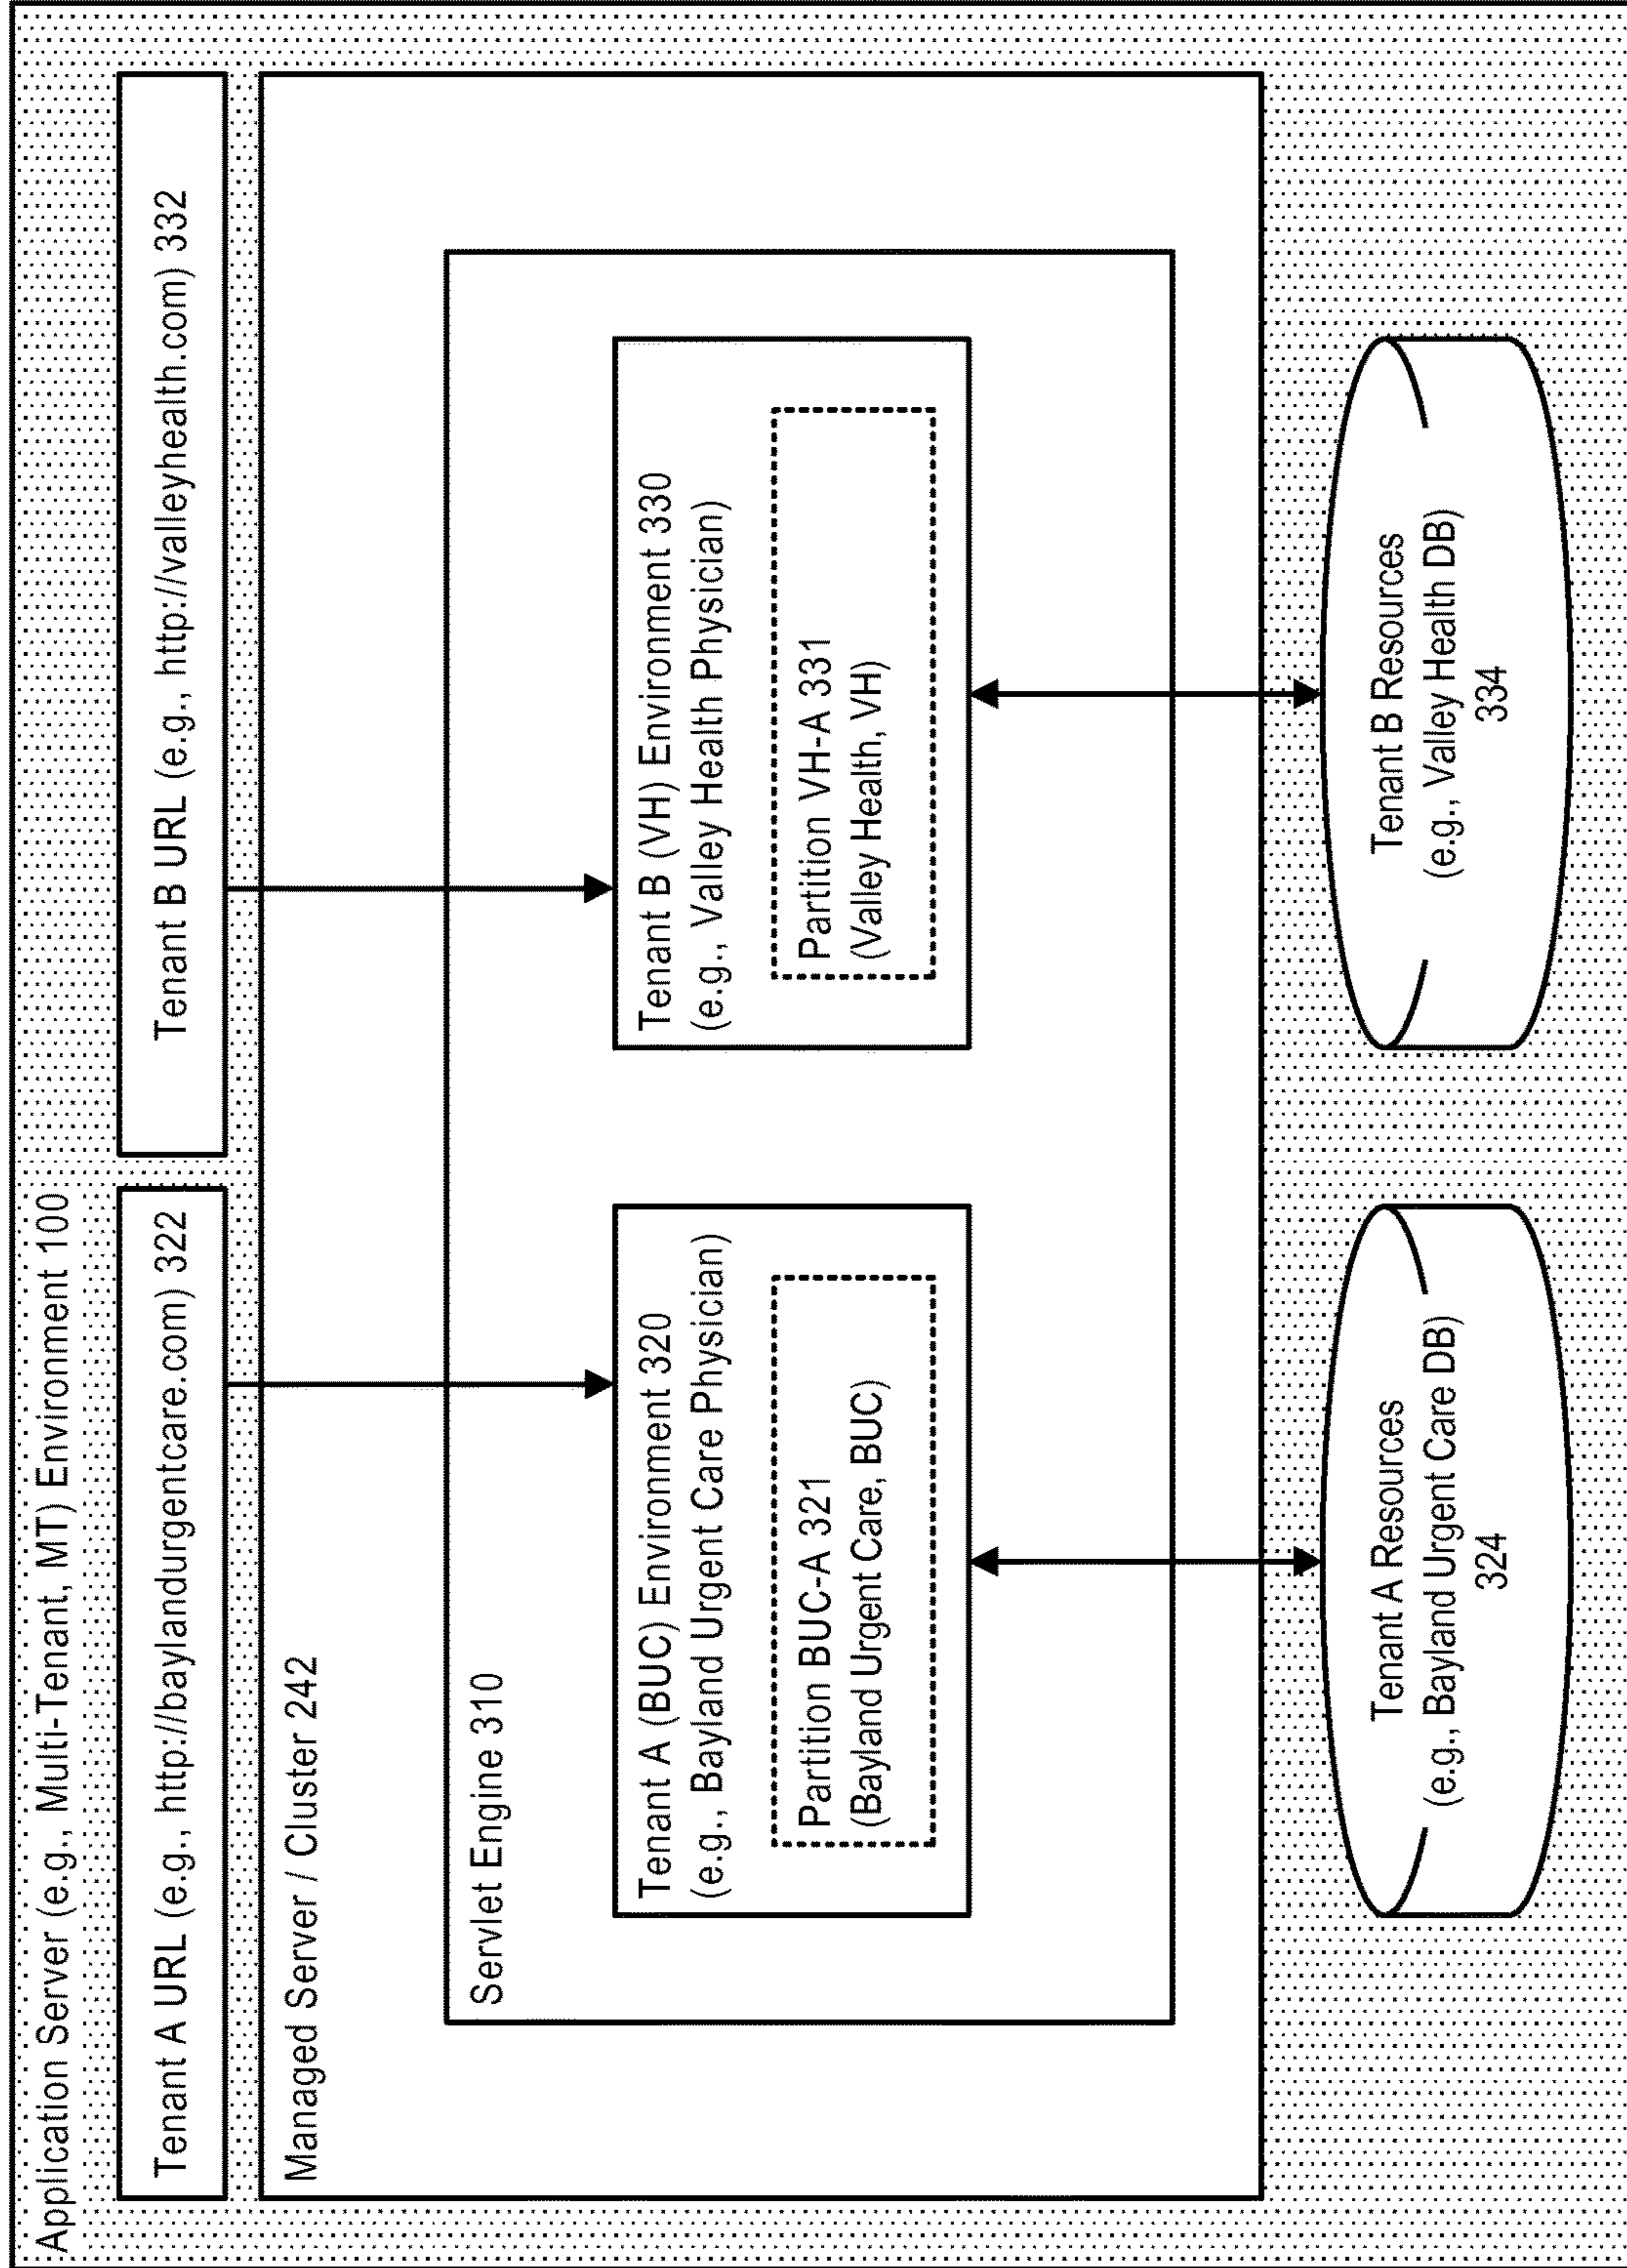 Application Server (e.g., Multi-Tenant, MT) Environment 100
Tenant A URL (e.g., http://baylandurgentcare.com) 322
Tenant B URL (e.g., http://valleyhealth.com) 332
Managed Server / Cluster 242
Servlet Engine 310
Tenant A (BUC) Environment 320
(e.g., Bayland Urgent Care Physician)
Partition BUC-A 321
(Bayland Urgent Care, BUC)
Tenant B (VH) Environment 330
(e.g., Valley Health Physician)
Partition VH-A 331
(Valley Health, VH)
Tenant A Resources
(e.g., Bayland Urgent Care DB)
324
Tenant B Resources
(e.g., Valley Health DB)
334